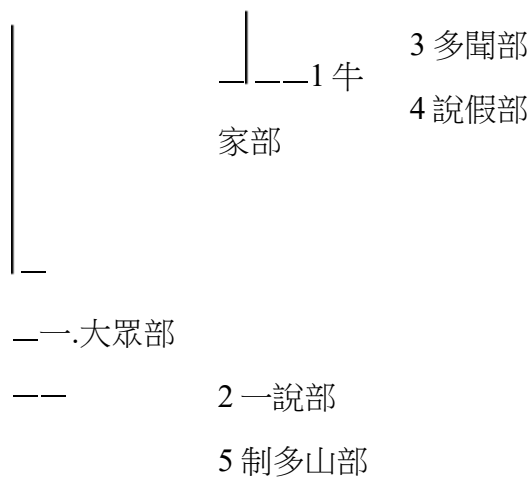 3 多聞部
1 牛
4 說假部
家部
一.大眾部
2 一說部
5 制多山部